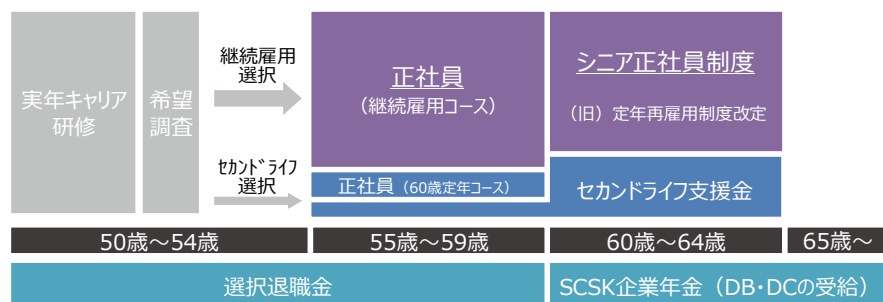 実年キャリア
研修
希望
調査
継続雇用
選択
セカンドライフ
選択
正社員
（継続雇用コース）
正社員（60歳定年コース）
シニア正社員制度
（旧）定年再雇用制度改定
セカンドライフ支援金
50歳～54歳
55歳～59歳
60歳～64歳
65歳～
選択退職金
SCSK企業年金（DB・DCの受給）